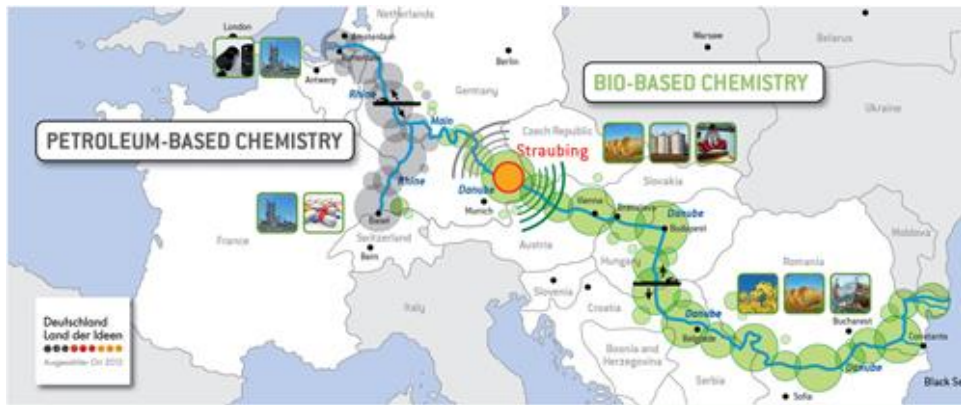 Netherlands
London
Amsterdam
Rotterdam
Antwerp
Berlin
Warsaw
Belarus
Germany
Rhine
Main
BIO-BASED CHEMISTRY
Ukraine
PETROLEUM-BASED CHEMISTRY
Czech Republic
Straubing
Slovakia
Rhine
Danube
Munich
Vienna
Bratislava
Danube
Budapest
Basel
Switzerland
Bern
France
Austria
Hungary
Moldova
Romania
Slovenia
Croatia
Italy
Danube
Belgrade
Bucharest
Constanta
Bosnia and
Herzegovina
Serbia
Danube
Sofia
Black Se
Deutschland
Land der Ideen
Ausgewählter Ort 2013